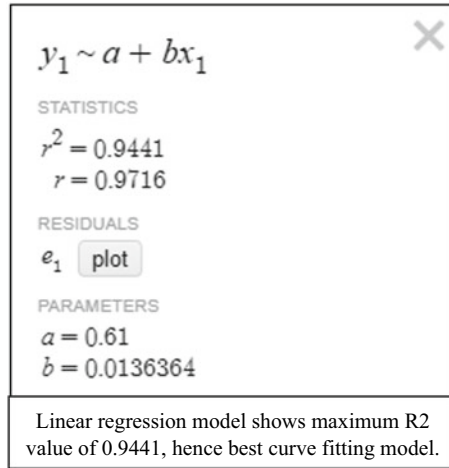 y₁ ~ a + bx₁
STATISTICS
r² = 0.9441
r = 0.9716
RESIDUALS
e₁ plot
PARAMETERS
a = 0.61
b = 0.0136364
Linear regression model shows maximum R2
value of 0.9441, hence best curve fitting model.